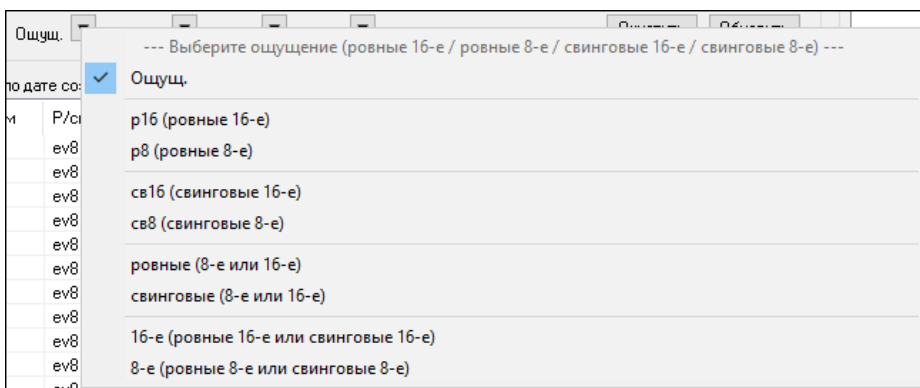 Ощущ.
--- Выберите ощущение (ровные 16-е / ровные 8-е / свинговые 16-е / свинговые 8-е) ---
Ощущ.
по дате со
Р/с
р16 (ровные 16-е)
р8 (ровные 8-е)
св16 (свинговые 16-е)
св8 (свинговые 8-е)
ровные (8-е или 16-е)
свинговые (8-е или 16-е)
16-е (ровные 16-е или свинговые 16-е)
8-е (ровные 8-е или свинговые 8-е)
ev8
ev8
ev8
ev8
ev8
ev8
ev8
ev8
ev8
ev8